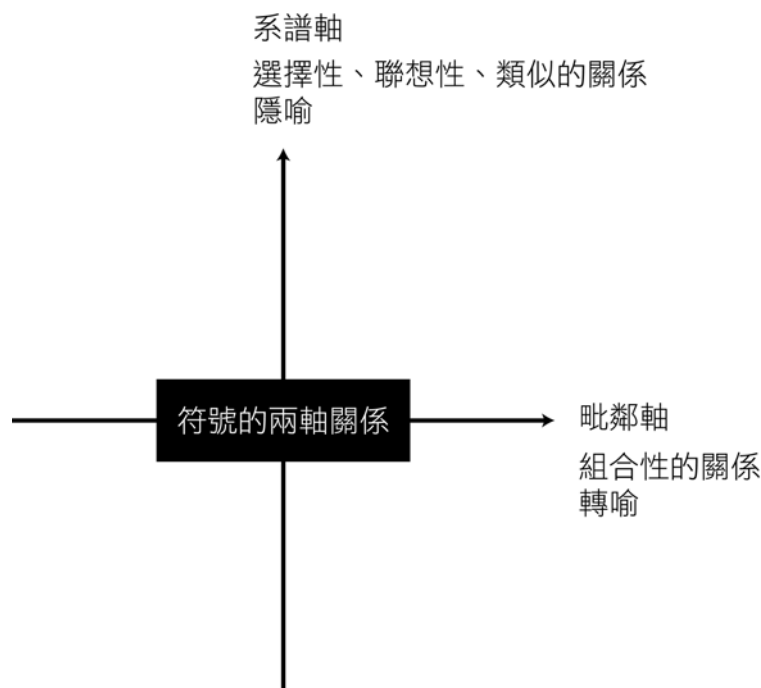 系譜軸
選擇性、聯想性、類似的關係
隱喻
符號的兩軸關係
毗鄰軸
組合性的關係
轉喻